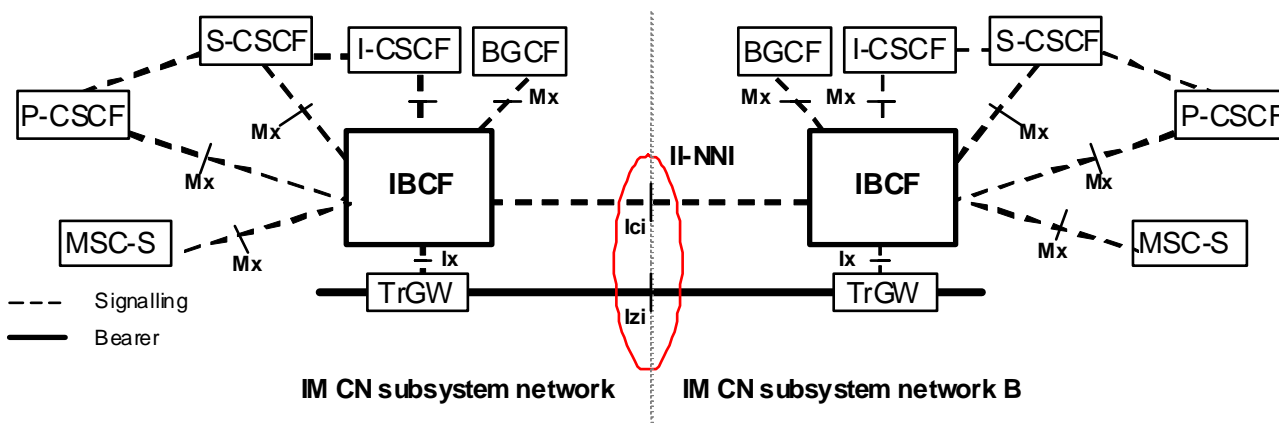 S-CSCF
I-CSCF
BGCF
BGCF
I-CSCF
S-CSCF
P-CSCF
Mx
Mx
Mx
Mx
Mx
P-CSCF
II-NNI
IBCF
IBCF
Mx
Mx
MSC-S
Ici
MSC-S
Mx
Mx
Ix
Ix
TrGW
TrGW
Signalling
Izi
Bearer
IM CN subsystem network
IM CN subsystem network B